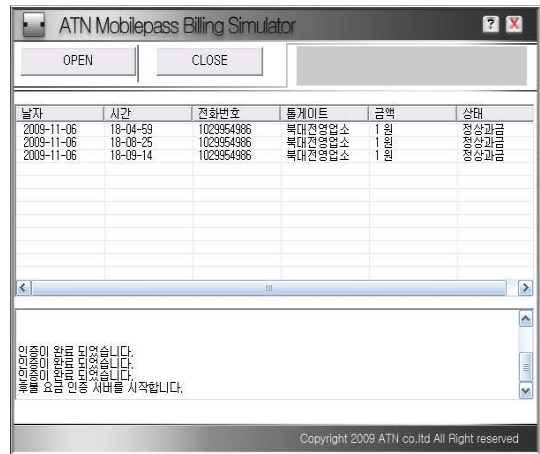 ATN Mobilepass Billing Simulator ? X
OPEN CLOSE
날자 시간 전화번호 톨게이트 금액 상태
2009-11-06 18-04-59 1029954986 북대전영업소 1 원 정상과금
2009-11-06 18-08-25 1029954986 북대전영업소 1 원 정상과금
2009-11-06 18-09-14 1029954986 북대전영업소 1 원 정상과금
인증이 완료 되었습니다.
인증이 완료 되었습니다.
인증이 완료 되었습니다.
후불 요금 인증 서버를 시작합니다.
Copyright 2009 ATN co.ltd All Right reserved